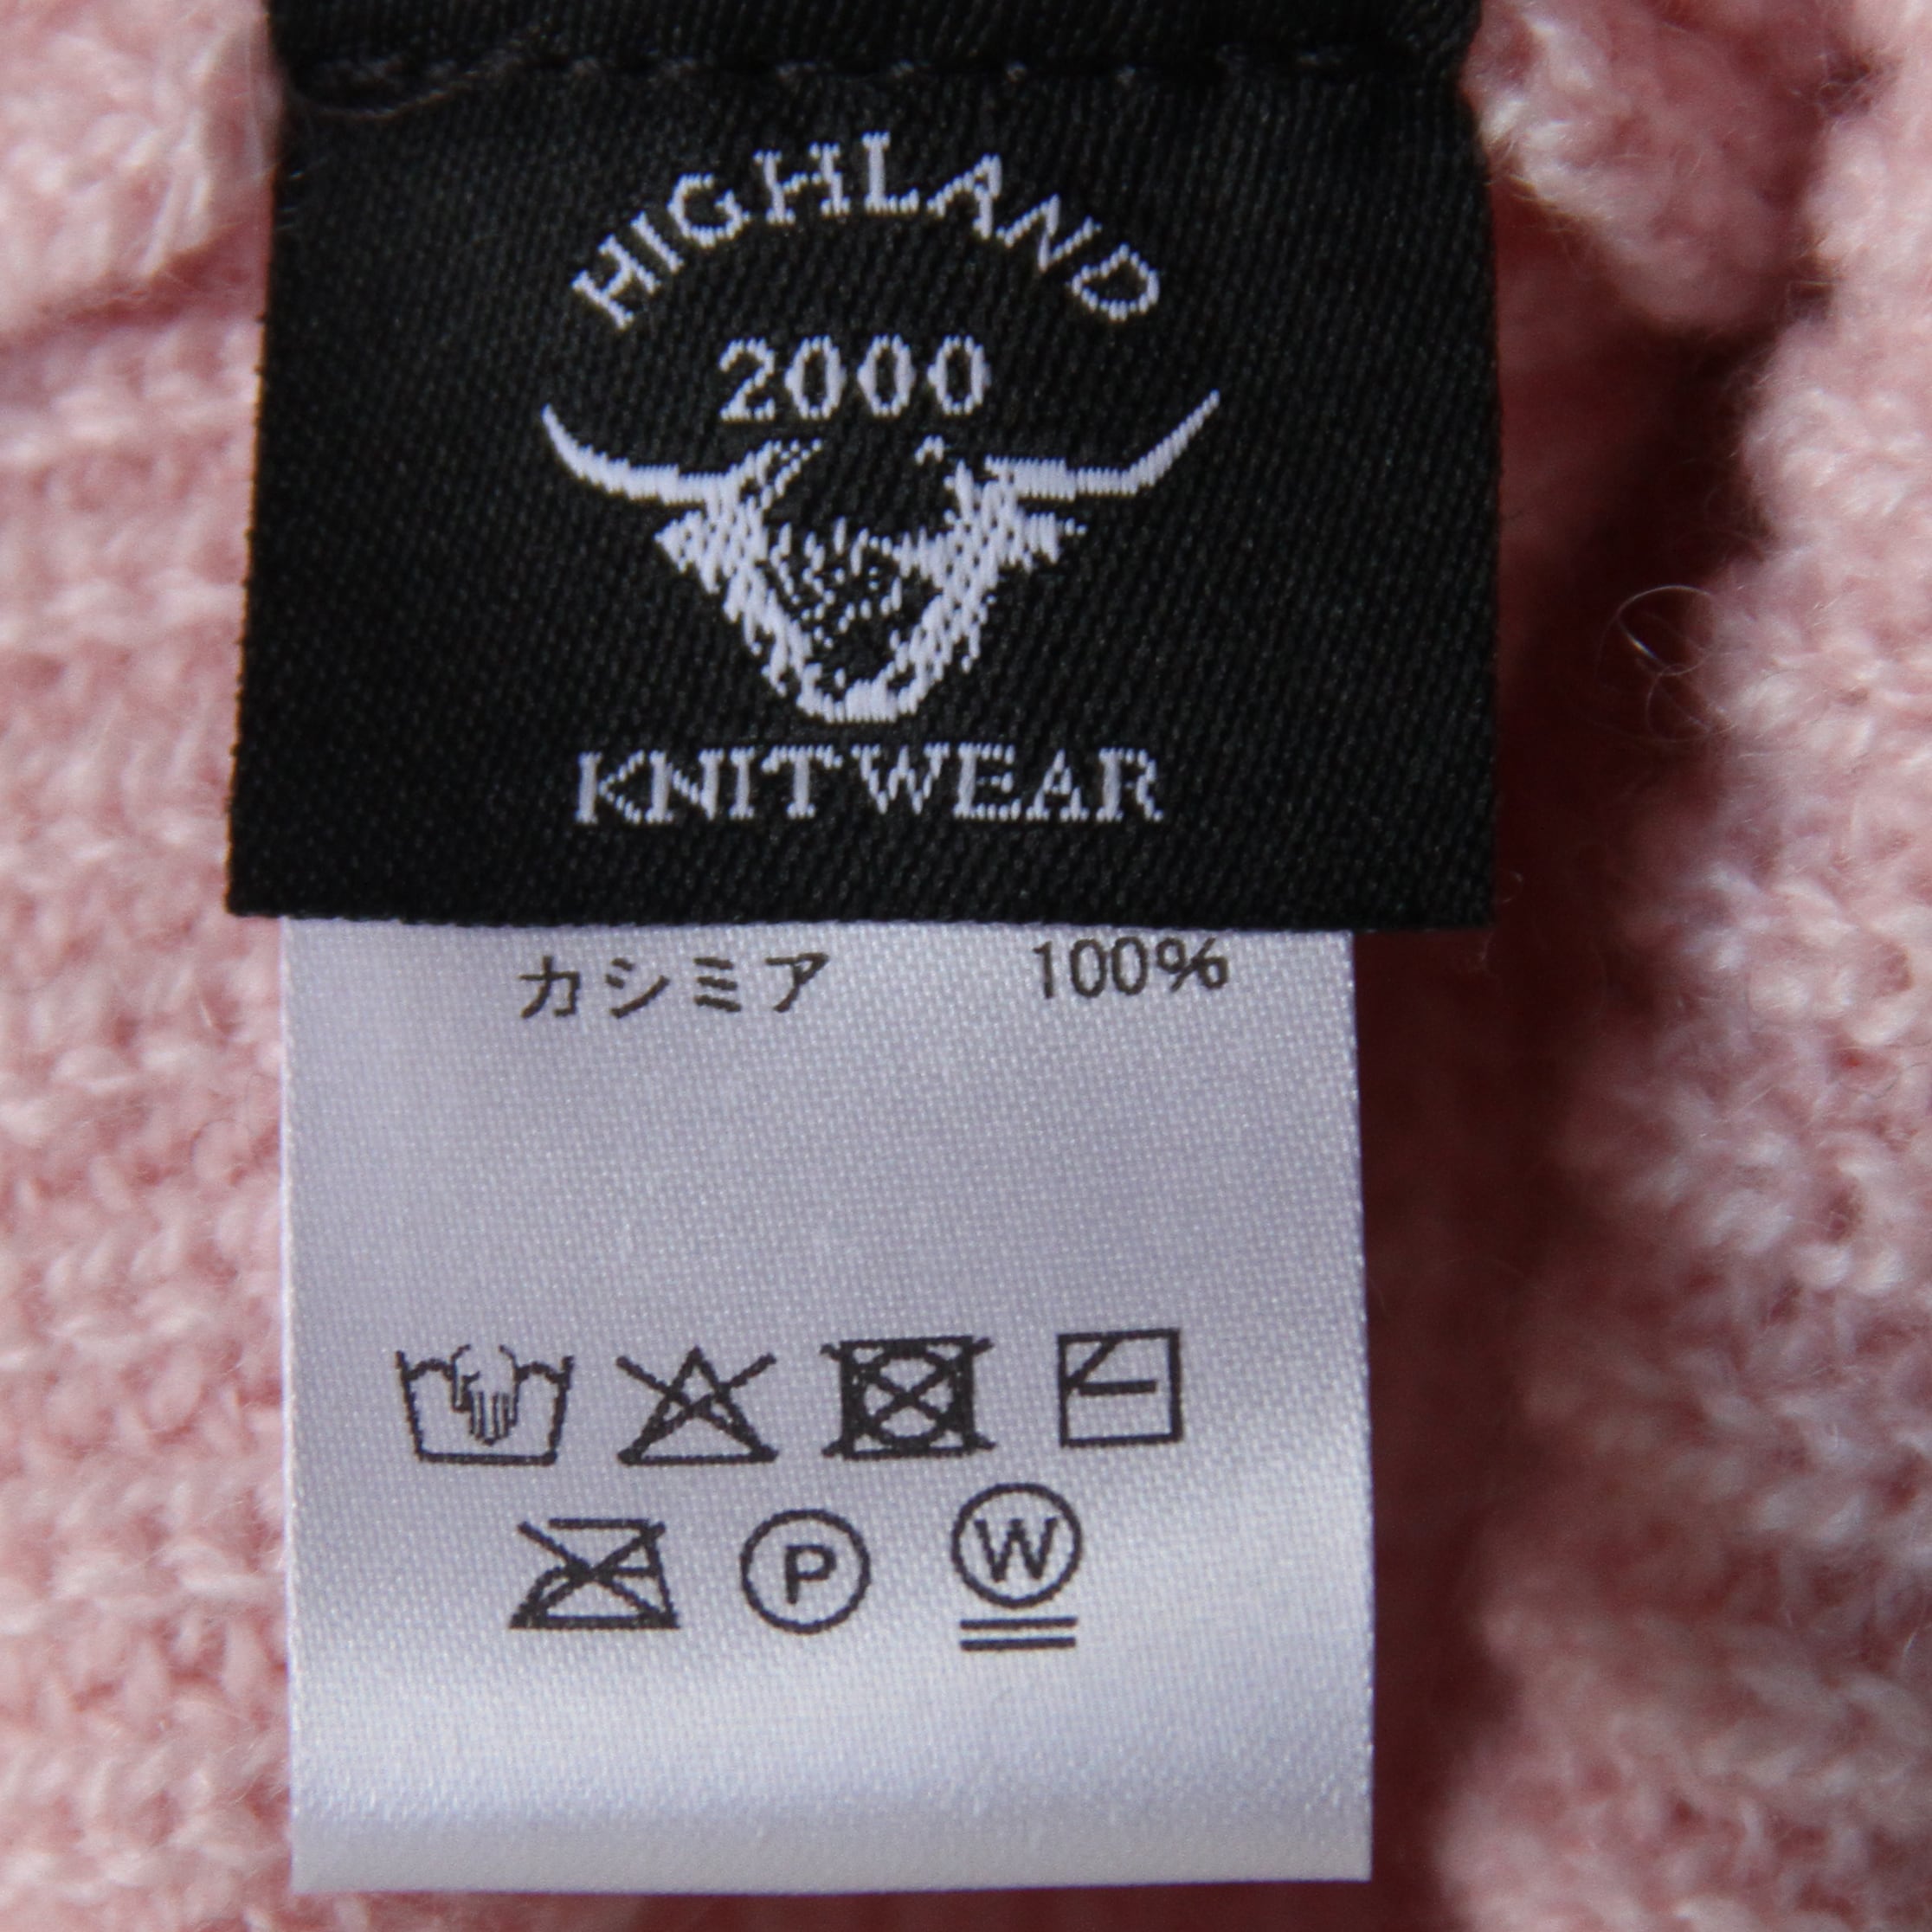 HIGHLAND
2000
KNITWEAR
カシミア 100%
P W